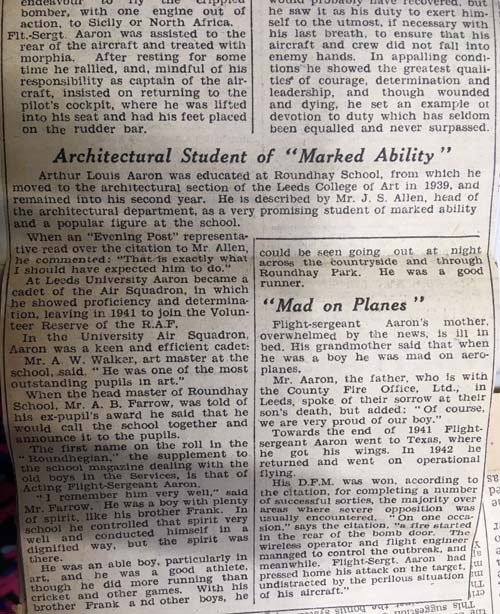 endeavour to fly the crippled
bomber, with one engine out of
action, to Sicily or North Africa.
Flt.-Sergt. Aaron was assisted to the
rear of the aircraft and treated with
morphia. After resting for some
time he rallied, and, mindful of his
responsibility as captain of the air-
craft, insisted on returning to the
pilot's cockpit, where he was lifted
into his seat and had his feet placed
on the rudder bar.
would probably have recovered, but
he saw it as his duty to exert him-
self to the utmost, if necessary with
his last breath, to ensure that his
aircraft and crew did not fall into
enemy hands. In appalling condi-
tions he showed the greatest quali-
ties of courage, determination and
leadership, and though wounded
and dying, he set an example of
devotion to duty which has seldom
been equalled and never surpassed.
Architectural Student of "Marked Ability"
Arthur Louis Aaron was educated at Roundhay School, from which he
moved to the architectural section of the Leeds College of Art in 1939, and
remained into his second year. He is described by Mr. J. S. Allen, head of
the architectural department, as a very promising student of marked ability
and a popular figure at the school.
When an "Evening Post" representa-
tive read over the citation to Mr. Allen,
he commented: "That is exactly what
I should have expected him to do."
At Leeds University Aaron became a
cadet of the Air Squadron, in which
he showed proficiency and determina-
tion, leaving in 1941 to join the Volun-
teer Reserve of the R.A.F.
In the University Air Squadron,
Aaron was a keen and efficient cadet.
Mr. A. W. Walker, art master at the
school, said. "He was one of the most
outstanding pupils in art."
When the head master of Roundhay
School, Mr. A. B. Farrow, was told of
his ex-pupil's award he said that he
would call the school together and
announce it to the pupils.
The first name on the roll in the
"Roundhegian," the supplement to
the school magazine dealing with the
old boys in the Services, is that of
Acting Flight-Sergeant Aaron.
"I remember him very well," said
Mr. Farrow. He was a boy with plenty
of spirit, like his brother Frank. In
school he controlled that spirit very
well and conducted himself in a
dignified way, but the spirit was
there.
He was an able boy, particularly in
art, and he was a good athlete,
though he did more running than
cricket and other games. With his
brother Frank and other boys, he
could be seen going out at night
across the countryside and through
Roundhay Park. He was a good
runner.
"Mad on Planes"
Flight-sergeant Aaron's mother,
overwhelmed by the news, is ill in
bed. His grandmother said that when
he was a boy he was mad on aero-
planes.
Mr. Aaron, the father, who is with
the County Fire Office, Ltd., in
Leeds, spoke of their sorrow at their
son's death, but added: "Of course,
we are very proud of our boy."
Towards the end of 1941 Flight-
sergeant Aaron went to Texas, where
he got his wings. In 1942 he
returned and went on operational
flying.
His D.F.M. was won, according to
the citation, for completing a number
of successful sorties, the majority over
areas where severe opposition was
usually encountered. "On one occa-
sion," says the citation, "a fire started
in the rear of the bomb door. The
wireless operator and flight engineer
managed to control the outbreak, and
meanwhile, Flight-Sergt. Aaron had
pressed home his attack on the target,
undistracted by the perilous situation
of his aircraft."